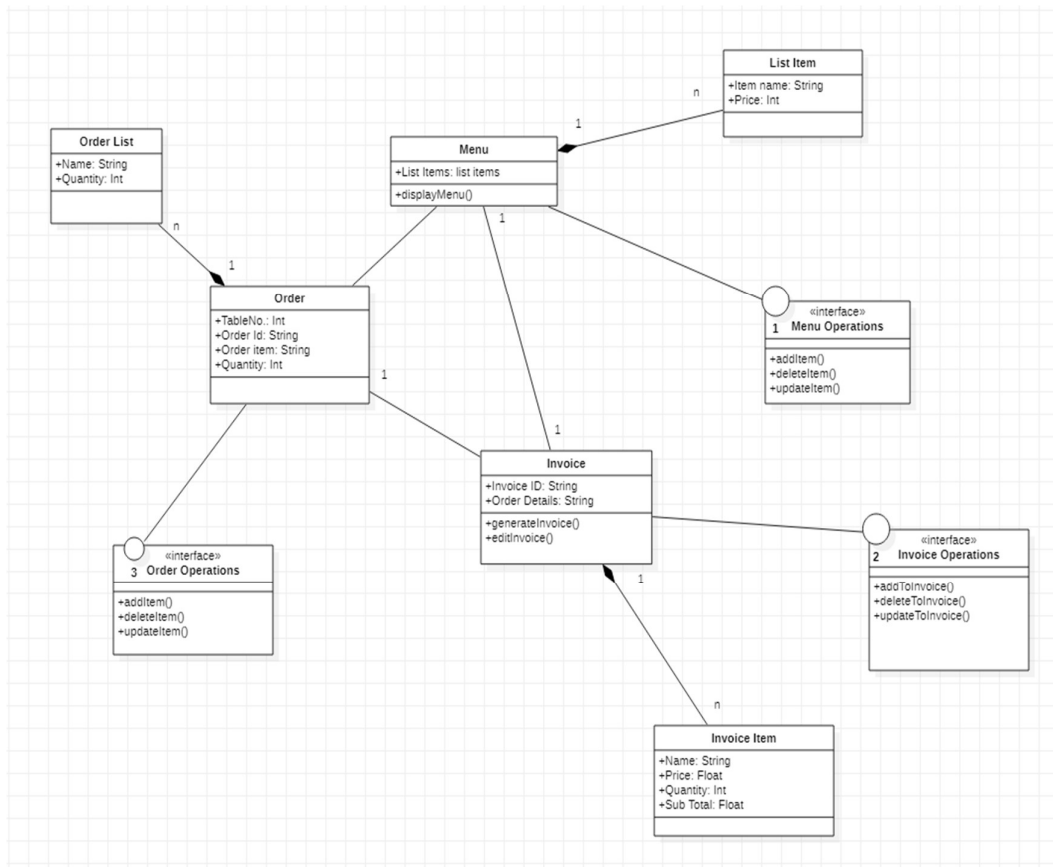 List Item
+Item name: String
+Price: Int
n
1
Order List
+Name: String
+Quantity: Int
n
1
Menu
+List Items: list items
+displayMenu()
1
Order
+TableNo.: Int
+Order Id: String
+Order item: String
+Quantity: Int
1
«interface»
1 Menu Operations
+addItem()
+deleteItem()
+updateItem()
1
Invoice
+Invoice ID: String
+Order Details: String
+generateInvoice()
+editInvoice()
1
«interface»
2 Invoice Operations
+addToInvoice()
+deleteToInvoice()
+updateToInvoice()
«interface»
3 Order Operations
+addItem()
+deleteItem()
+updateItem()
n
Invoice Item
+Name: String
+Price: Float
+Quantity: Int
+Sub Total: Float